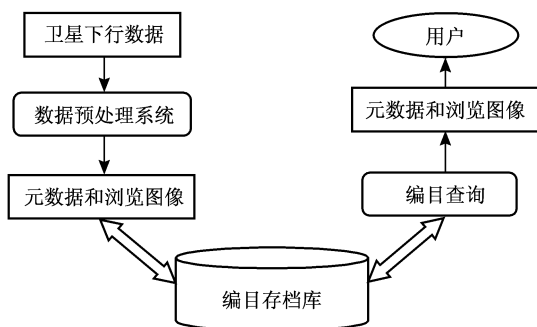 卫星下行数据
用户
数据预处理系统
元数据和浏览图像
元数据和浏览图像
编目查询
编目存档库